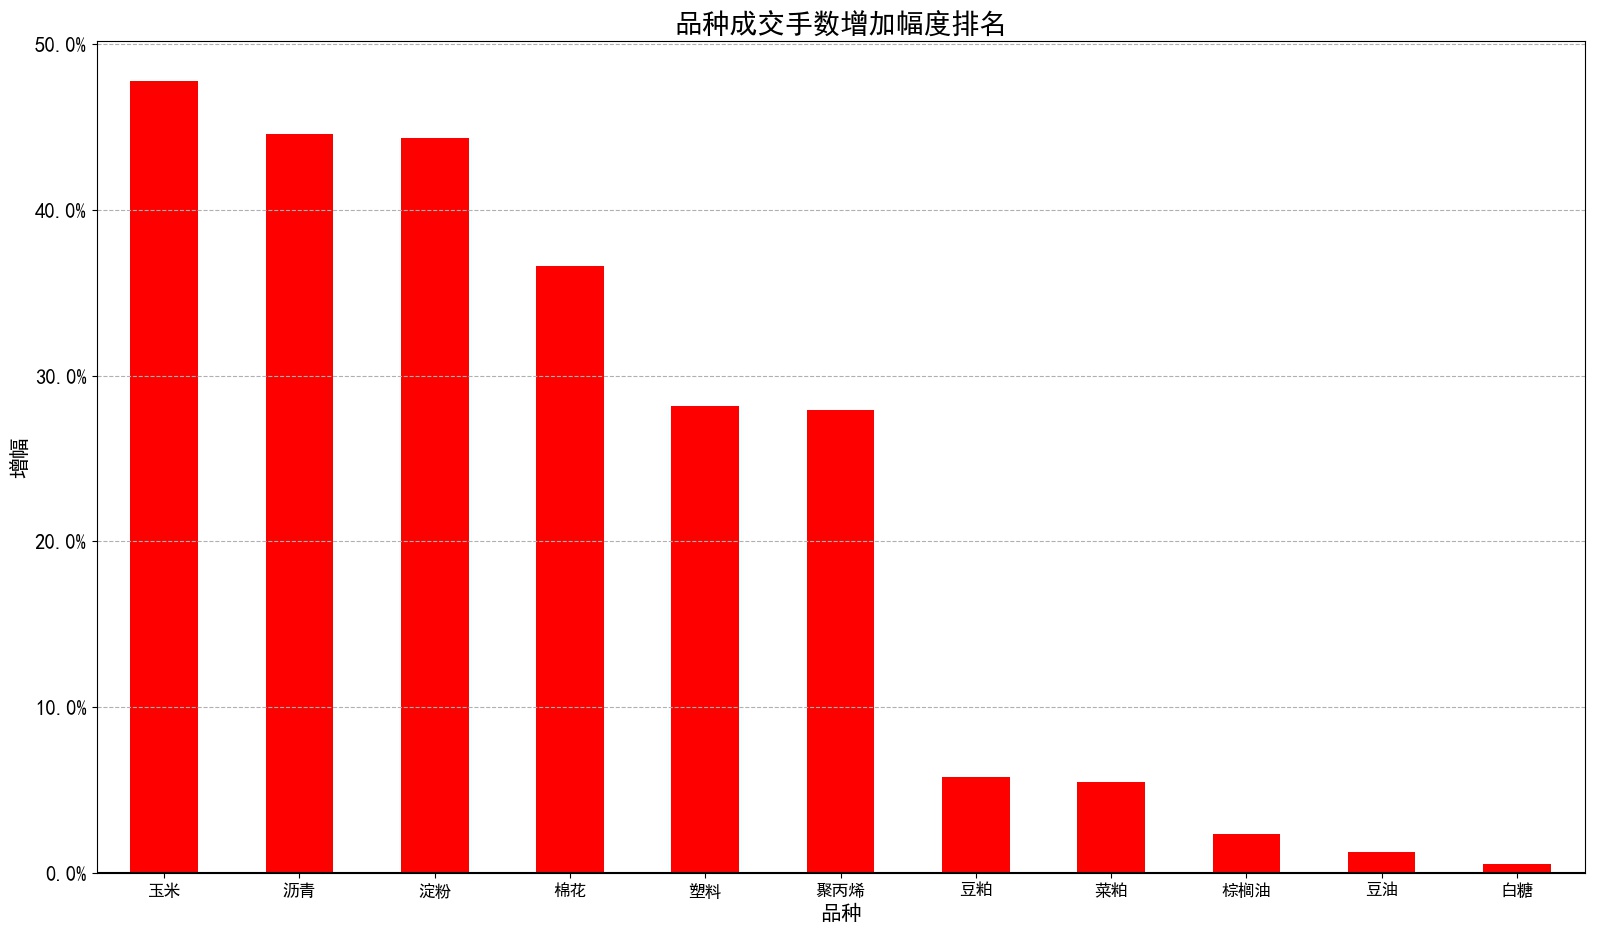 品种成交手数增加幅度排名
50.0%
40.0%
30.0%
20.0%
10.0%
0.0%
增幅
玉米 沥青 淀粉 棉花 塑料 聚丙烯 豆粕 菜粕 棕榈油 豆油 白糖
品种